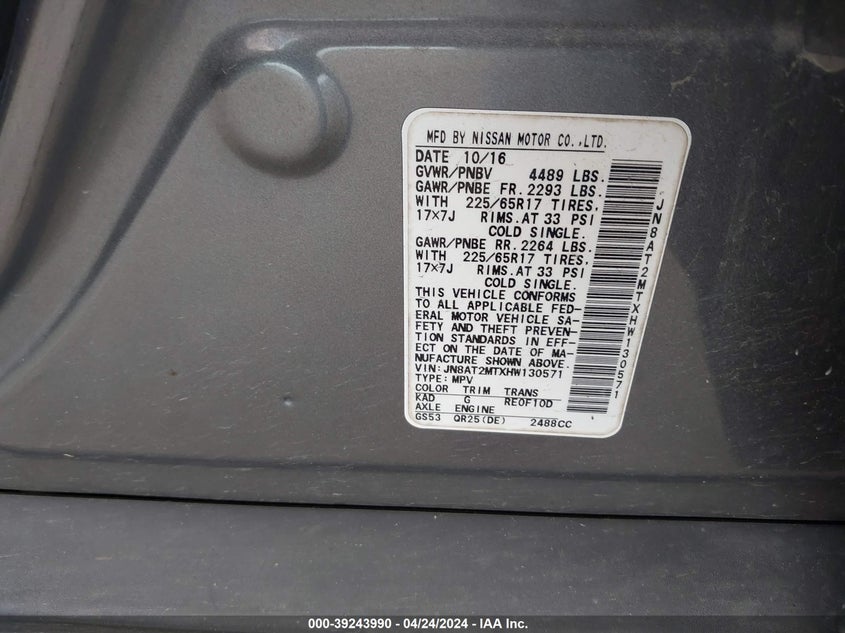 MFD BY NISSAN MOTOR CO.,LTD.
DATE 10/16
GVWR/PNBV 4489 LBS.
GAWR/PNBE FR. 2293 LBS.
WITH 225/65R17 TIRES,
17×7J RIMS.AT 33 PSI
COLD SINGLE.
GAWR/PNBE RR. 2264 LBS.
WITH 225/65R17 TIRES,
17×7J RIMS.AT 33 PSI
COLD SINGLE.
THIS VEHICLE CONFORMS
TO ALL APPLICABLE FED-
ERAL MOTOR VEHICLE SA-
FETY AND THEFT PREVEN-
TION STANDARDS IN EFF-
ECT ON THE DATE OF MA-
NUFACTURE SHOWN ABOVE.
VIN: JN8AT2MTXHW130571
TYPE: MPV
COLOR TRIM TRANS
KAD G RE0F10D
AXLE ENGINE
GS53 QR25(DE) 2488CC
JN8AT2MTXHW130571
000-39243990 / 04/24/2024 - IAA Inc.